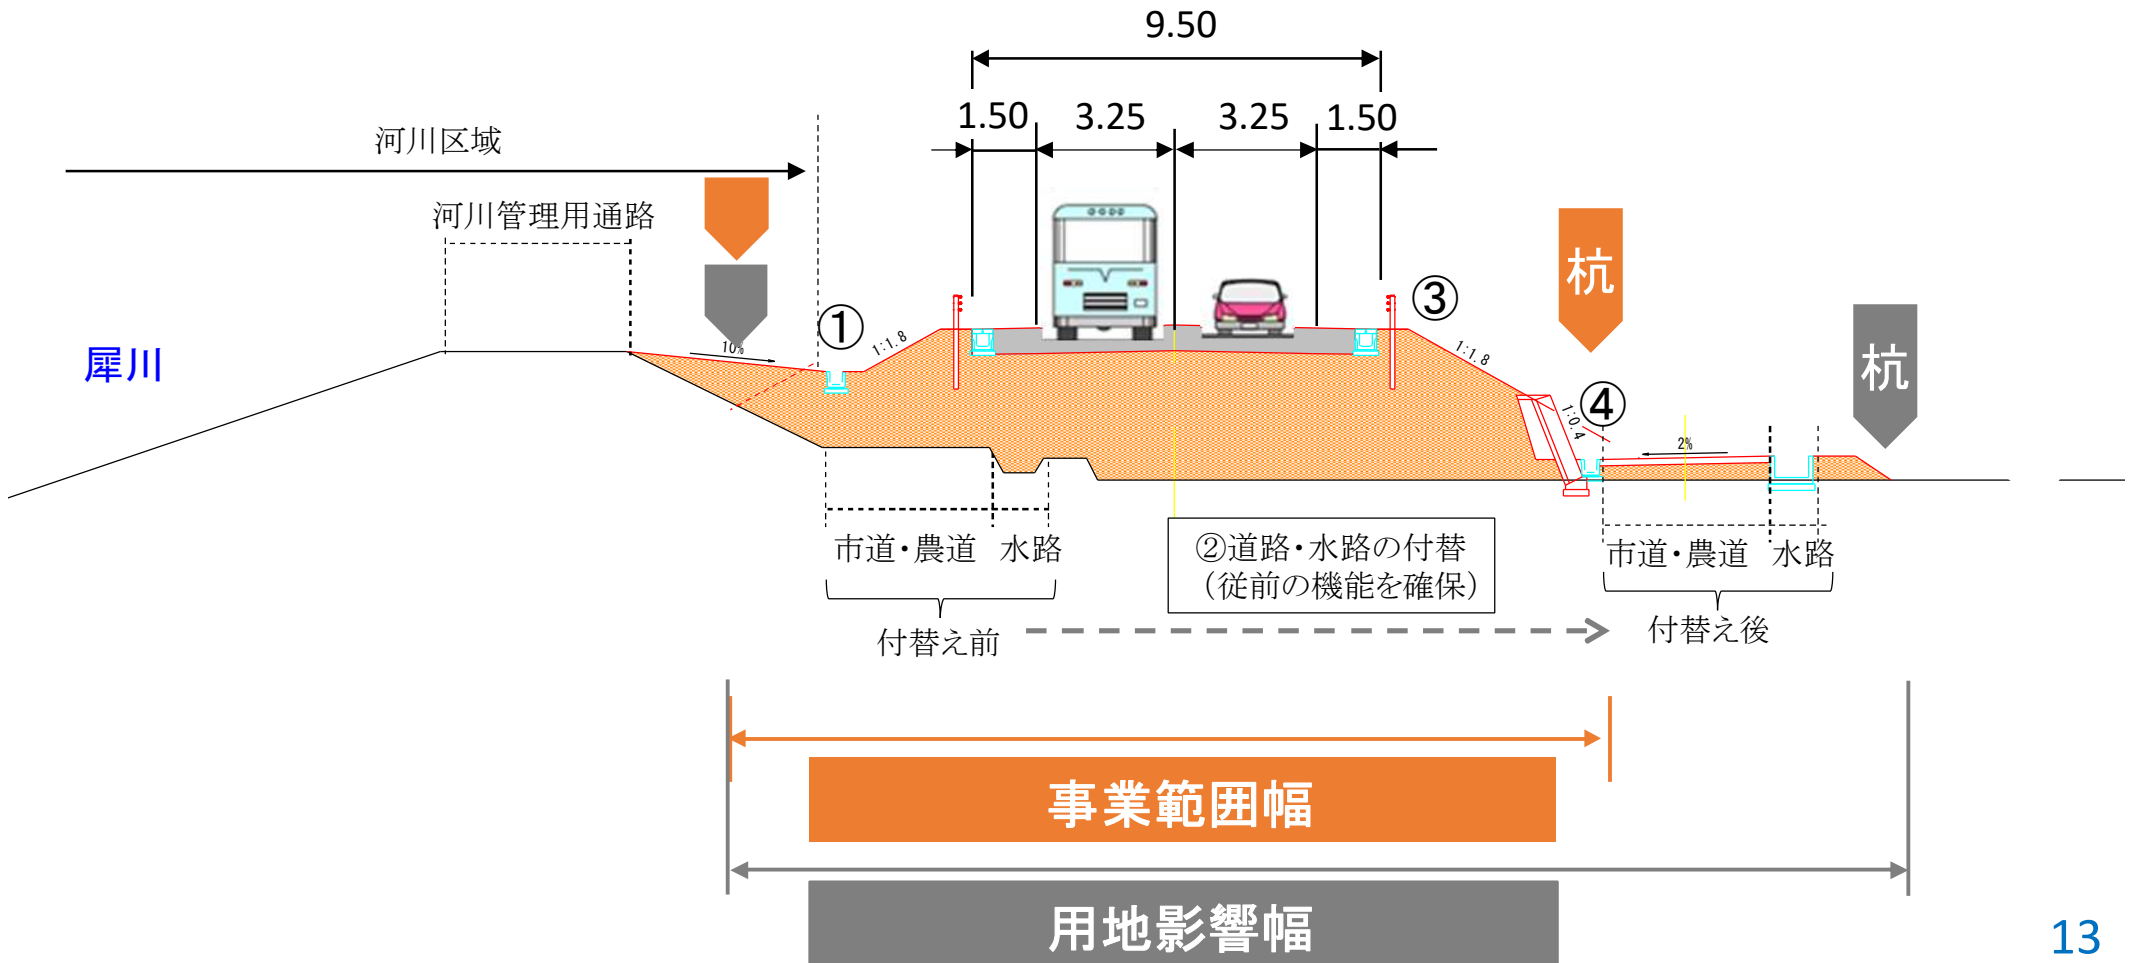 9.50
1.50 3.25 3.25 1.50
河川区域
河川管理用通路
杭
杭
犀川
①
③
④
10%
1:1.8
1:1.8
1:0.4
2%
市道・農道 水路
付替え前
②道路・水路の付替
（従前の機能を確保）
市道・農道 水路
付替え後
事業範囲幅
用地影響幅
13